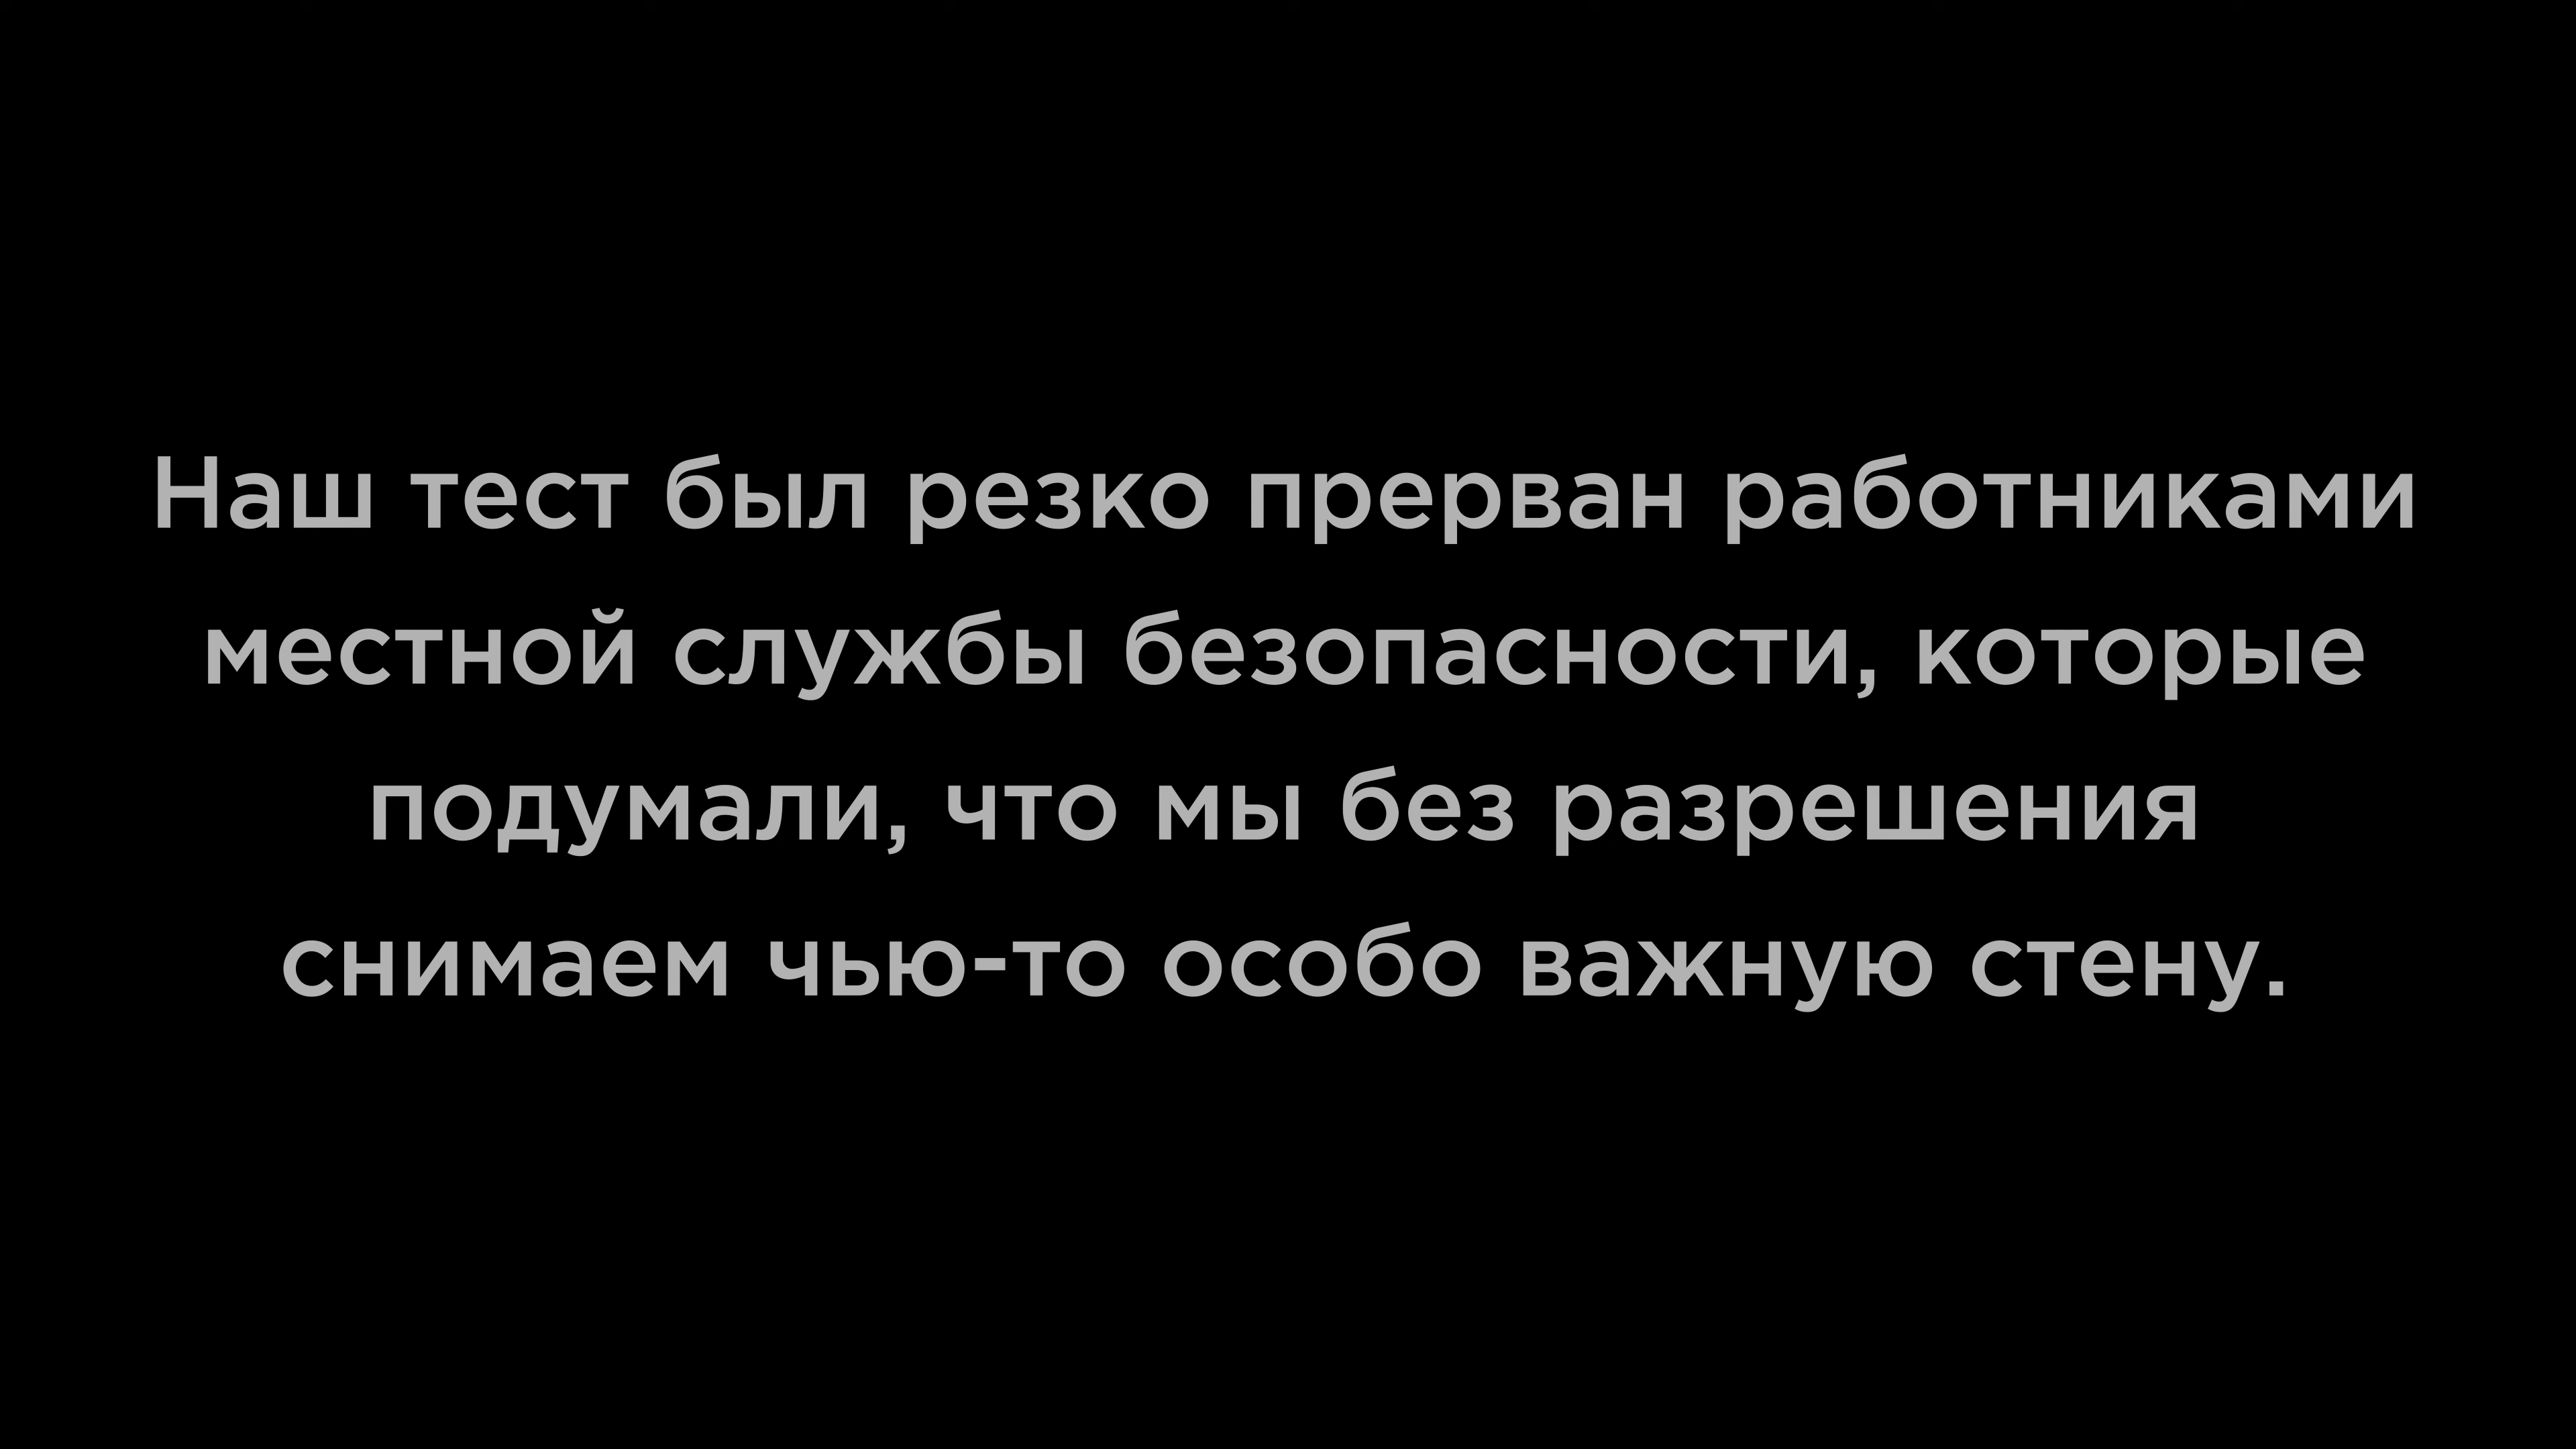 Наш тест был резко прерван работниками
местной службы безопасности, которые
подумали, что мы без разрешения
снимаем чью-то особо важную стену.